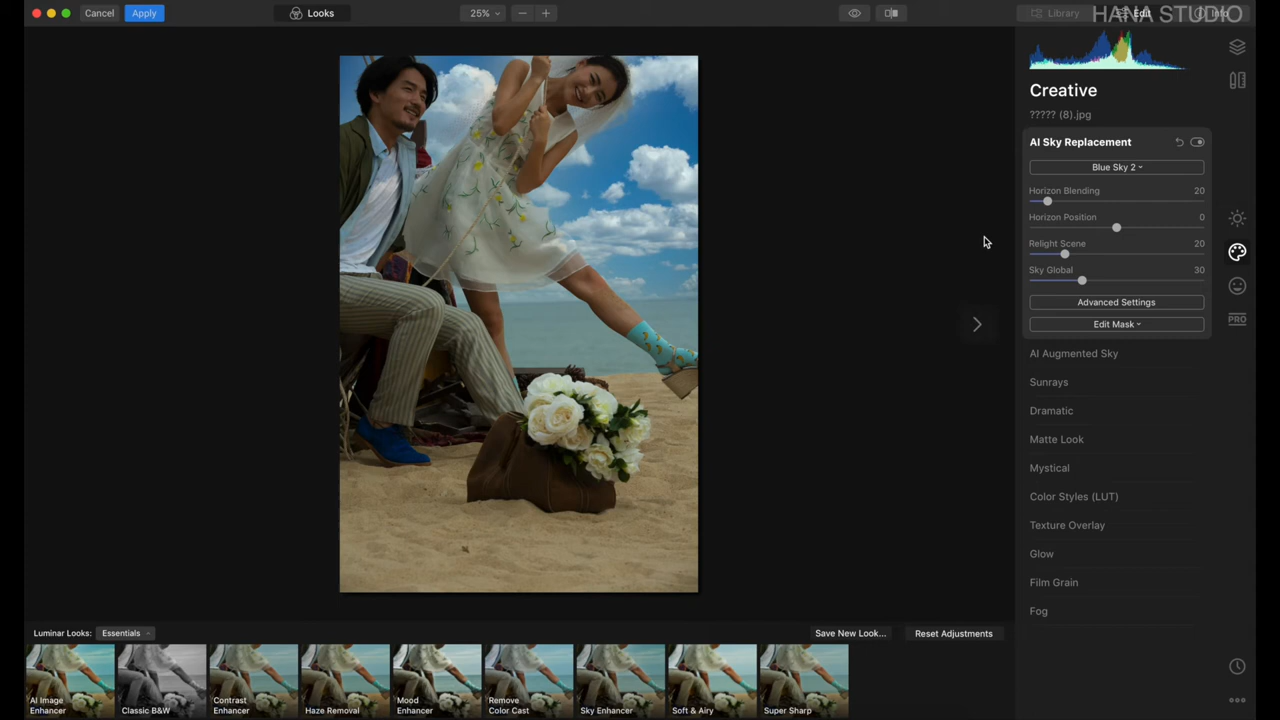 Cancel
Apply
Looks
25%
Library
Edit
Info
HANA STUDIO
Creative
????? (8).jpg
AI Sky Replacement
Blue Sky 2
Horizon Blending 20
Horizon Position 0
Relight Scene 20
Sky Global 30
Advanced Settings
Edit Mask
PRO
AI Augmented Sky
Sunrays
Dramatic
Matte Look
Mystical
Color Styles (LUT)
Texture Overlay
Glow
Film Grain
Fog
Luminar Looks: Essentials
Save New Look...
Reset Adjustments
AI Image
Enhancer
Classic B&W
Contrast
Enhancer
Haze Removal
Mood
Enhancer
Remove
Color Cast
Sky Enhancer
Soft & Airy
Super Sharp